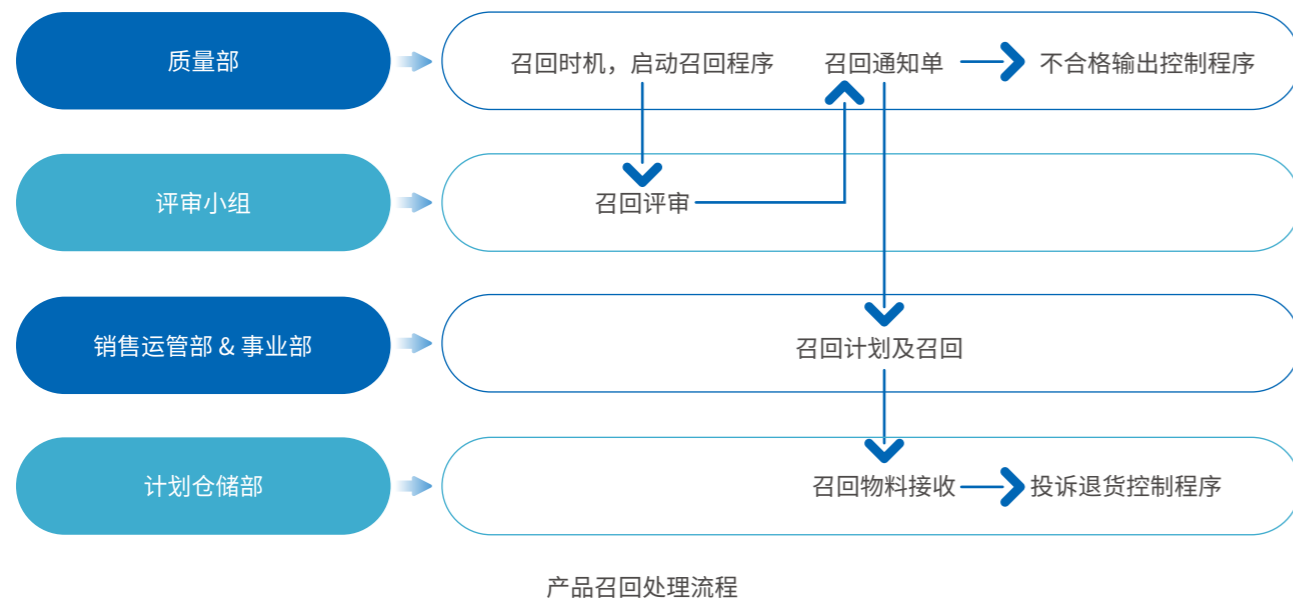 质量部
召回时机，启动召回程序
召回通知单
不合格输出控制程序
评审小组
召回评审
销售运管部 & 事业部
召回计划及召回
计划仓储部
召回物料接收
投诉退货控制程序
产品召回处理流程